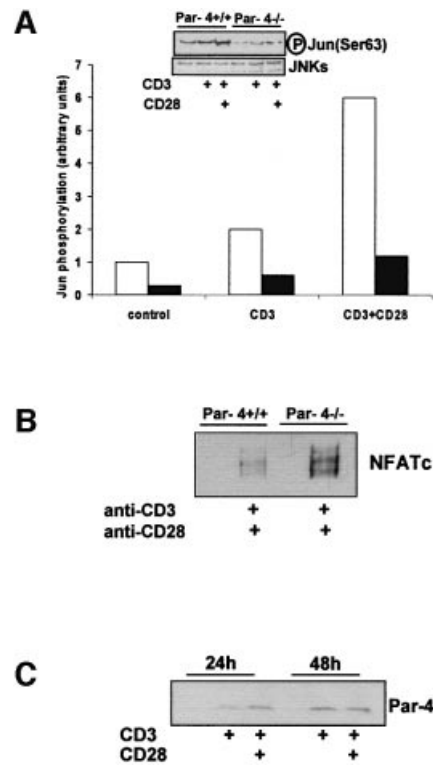 A
Par- 4+/+ Par- 4-/-
P Jun(Ser63)
JNKs
CD3 + + + +
CD28 + +
Jun phosphorylation (arbitrary units)
7
6
5
4
3
2
1
0
control CD3 CD3+CD28
B
Par- 4+/+ Par- 4-/-
NFATc
anti-CD3 + +
anti-CD28 + +
C
24h 48h
Par-4
CD3 + + + +
CD28 + +